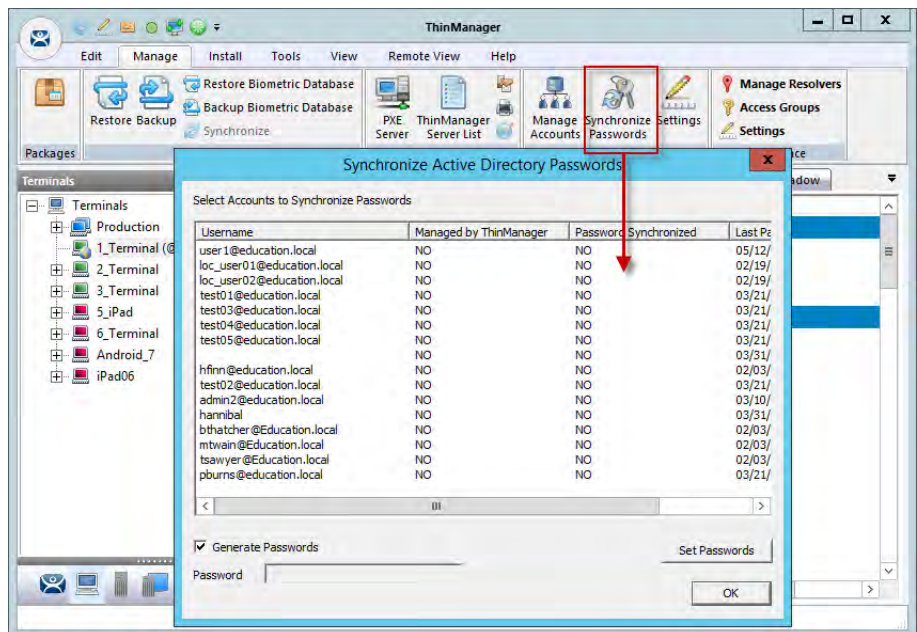 ThinManager
Edit Manage Install Tools View Remote View Help
Restore Biometric Database
Backup Biometric Database
Synchronize
Restore Backup
PXE Server
ThinManager Server List
Manage Accounts
Synchronize Passwords
Settings
Manage Resolvers
Access Groups
Settings
Packages
Synchronize Active Directory Passwords
x
Terminals
Select Accounts to Synchronize Passwords
Username Managed by ThinManager Password Synchronized Last Pa
user1@education.local NO NO 05/12/
loc_user01@education.local NO NO 02/19/
loc_user02@education.local NO NO 02/19/
test01@education.local NO NO 03/21/
test03@education.local NO NO 03/21/
test04@education.local NO NO 03/21/
test05@education.local NO NO 03/21/
NO NO 03/31/
hfinn@education.local NO NO 02/03/
test02@education.local NO NO 03/21/
admin2@education.local NO NO 03/10/
hannibal NO NO 03/31/
bthatcher@Education.local NO NO 02/03/
mtwain@Education.local NO NO 02/03/
tsawyer@Education.local NO NO 02/03/
pburns@education.local NO NO 03/21/
Terminals
Production
1_Terminal (@
2_Terminal
3_Terminal
5_iPad
6_Terminal
Android_7
iPad06
Generate Passwords
Set Passwords
Password
OK